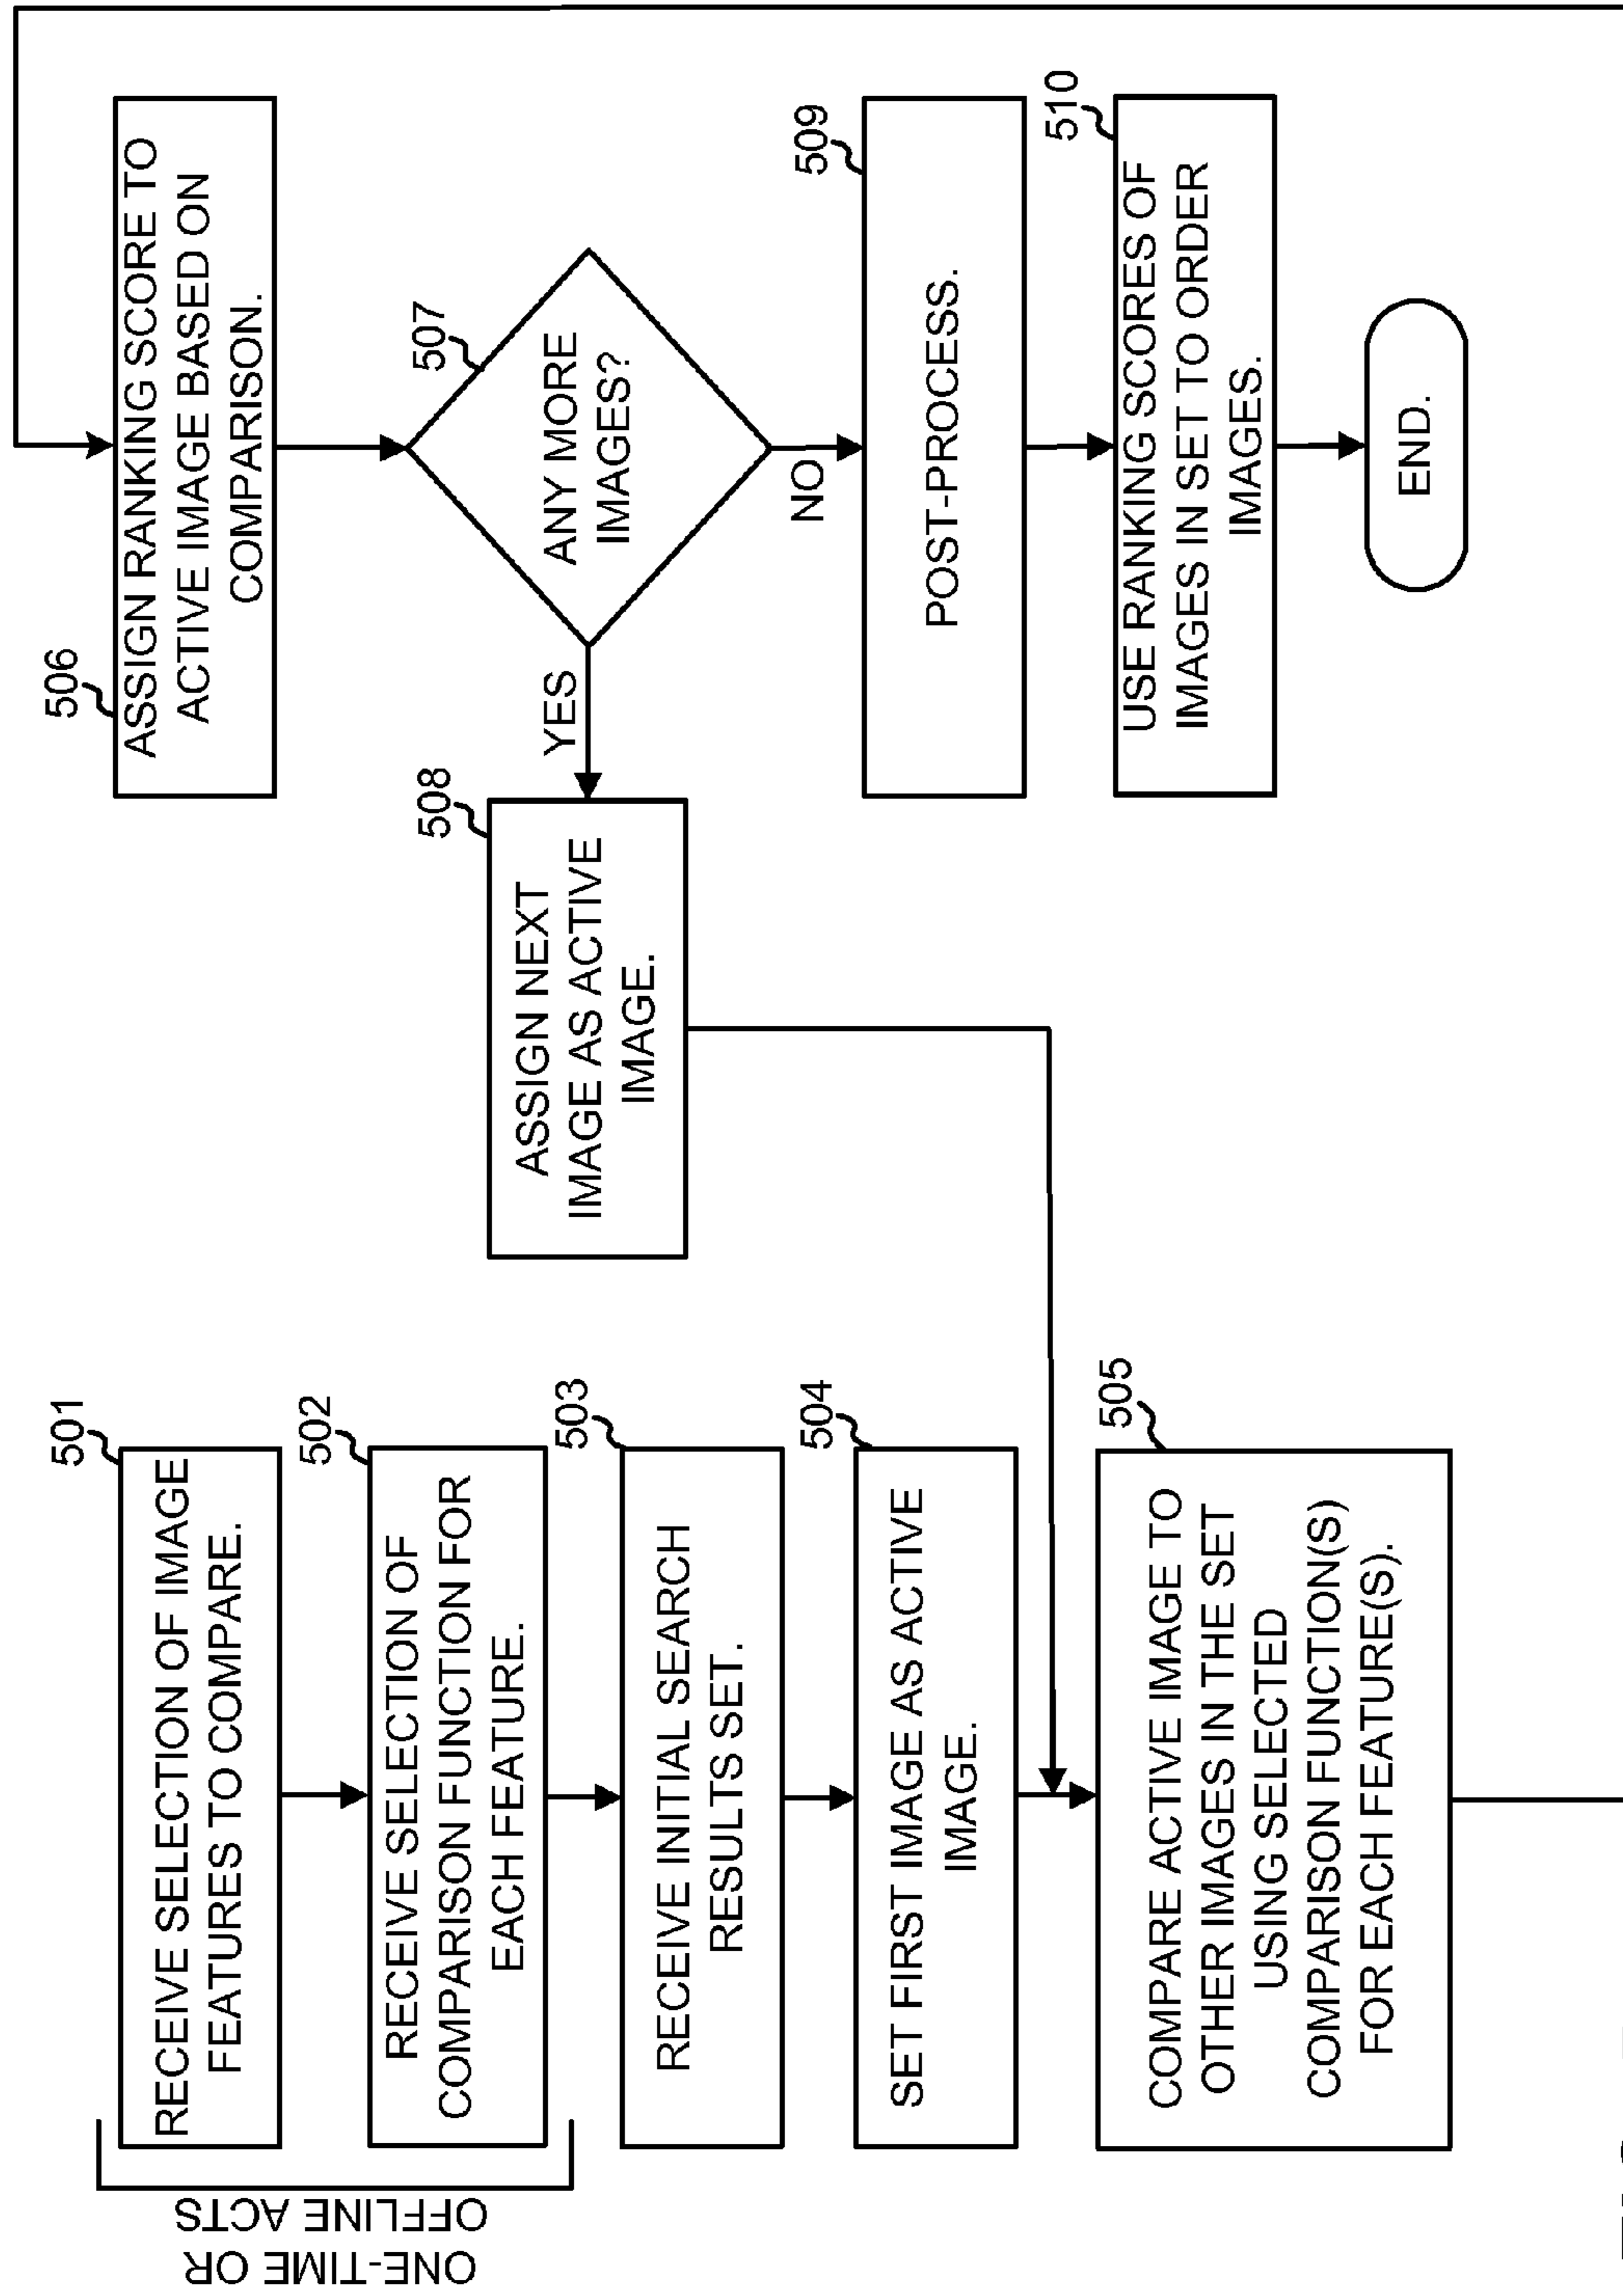 ONE-TIME OR
OFFLINE ACTS
501
RECEIVE SELECTION OF IMAGE
FEATURES TO COMPARE.
502
RECEIVE SELECTION OF
COMPARISON FUNCTION FOR
EACH FEATURE.
503
RECEIVE INITIAL SEARCH
RESULTS SET.
504
SET FIRST IMAGE AS ACTIVE
IMAGE.
505
COMPARE ACTIVE IMAGE TO
OTHER IMAGES IN THE SET
USING SELECTED
COMPARISON FUNCTION(S)
FOR EACH FEATURE(S).
506
ASSIGN RANKING SCORE TO
ACTIVE IMAGE BASED ON
COMPARISON.
507
ANY MORE
IMAGES?
YES
NO
508
ASSIGN NEXT
IMAGE AS ACTIVE
IMAGE.
509
POST-PROCESS.
510
USE RANKING SCORES OF
IMAGES IN SET TO ORDER
IMAGES.
END.